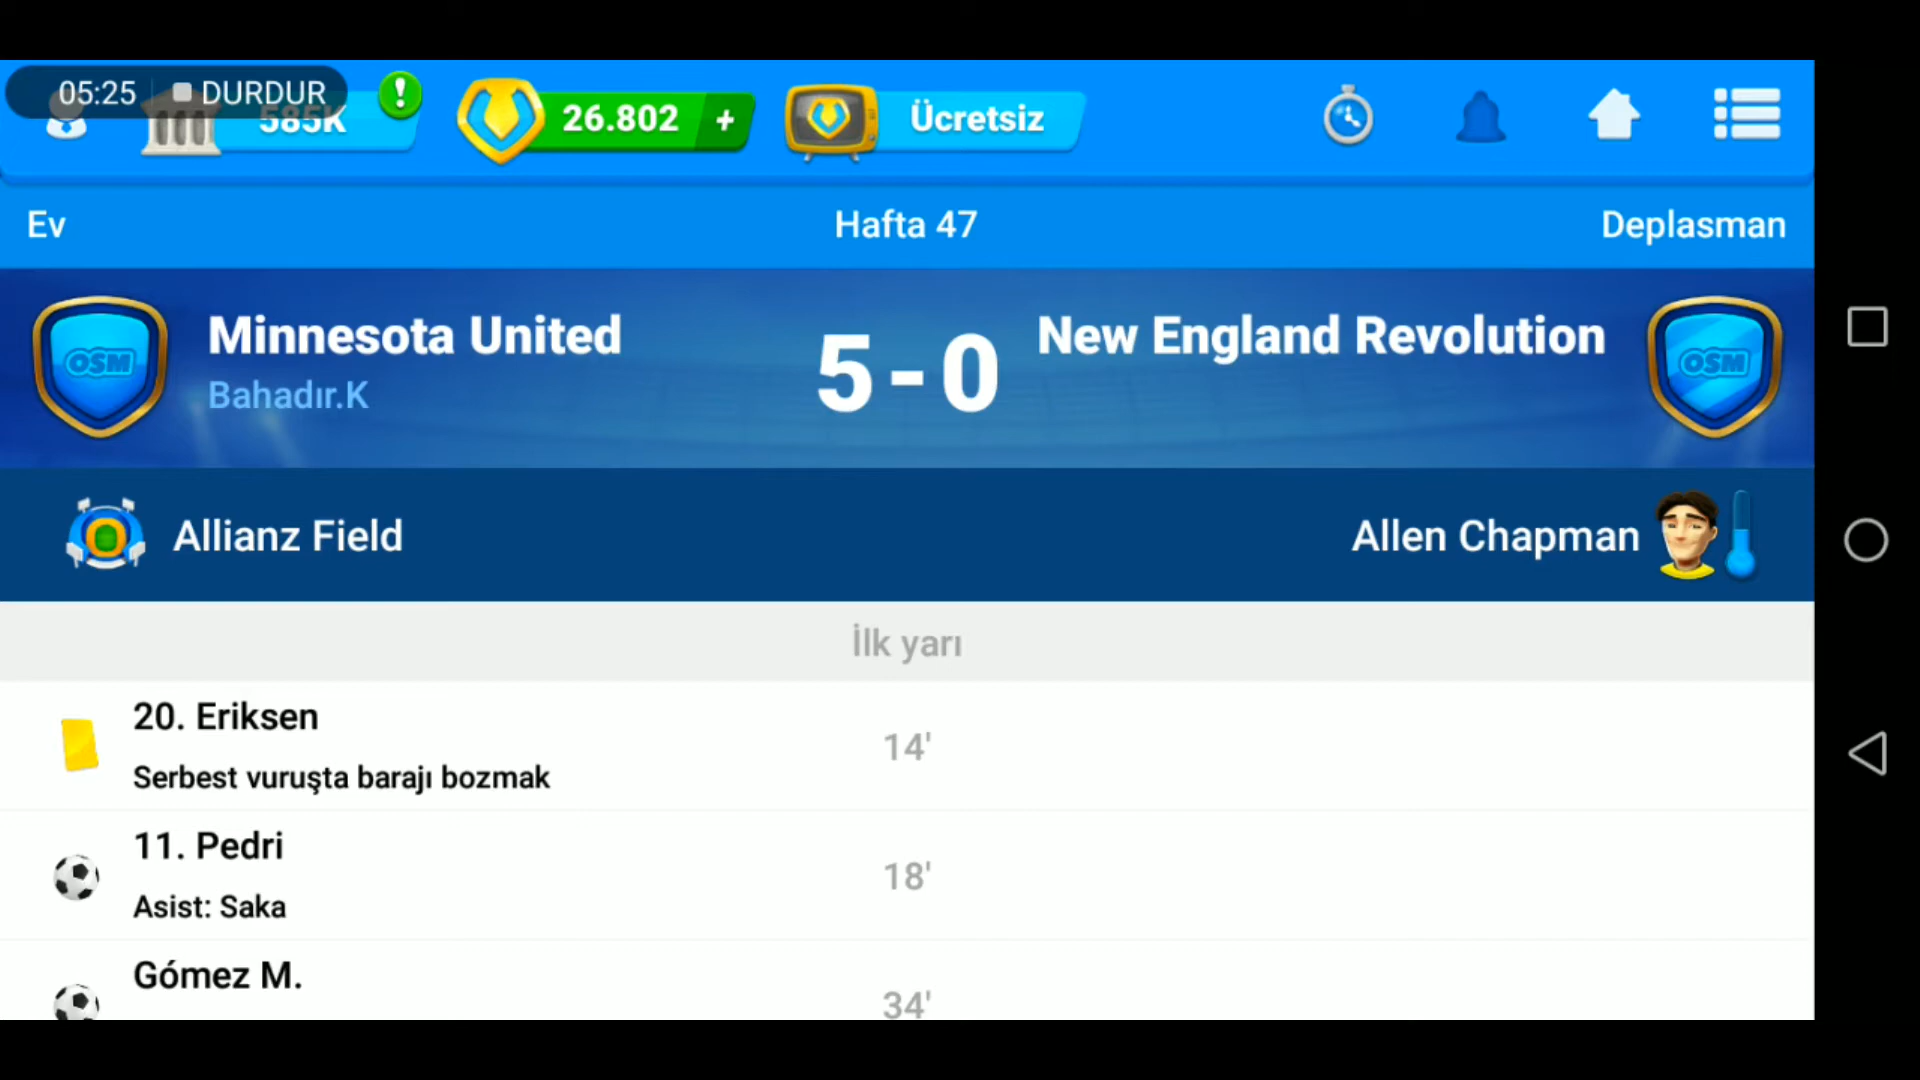 05:25 DURDUR
585K
26.802 +
Ücretsiz
Ev
Hafta 47
Deplasman
OSM
Minnesota United
Bahadır.K
5 - 0
New England Revolution
OSM
Allianz Field
Allen Chapman
İlk yarı
20. Eriksen
Serbest vuruşta barajı bozmak
14'
11. Pedri
Asist: Saka
18'
Gómez M.
34'